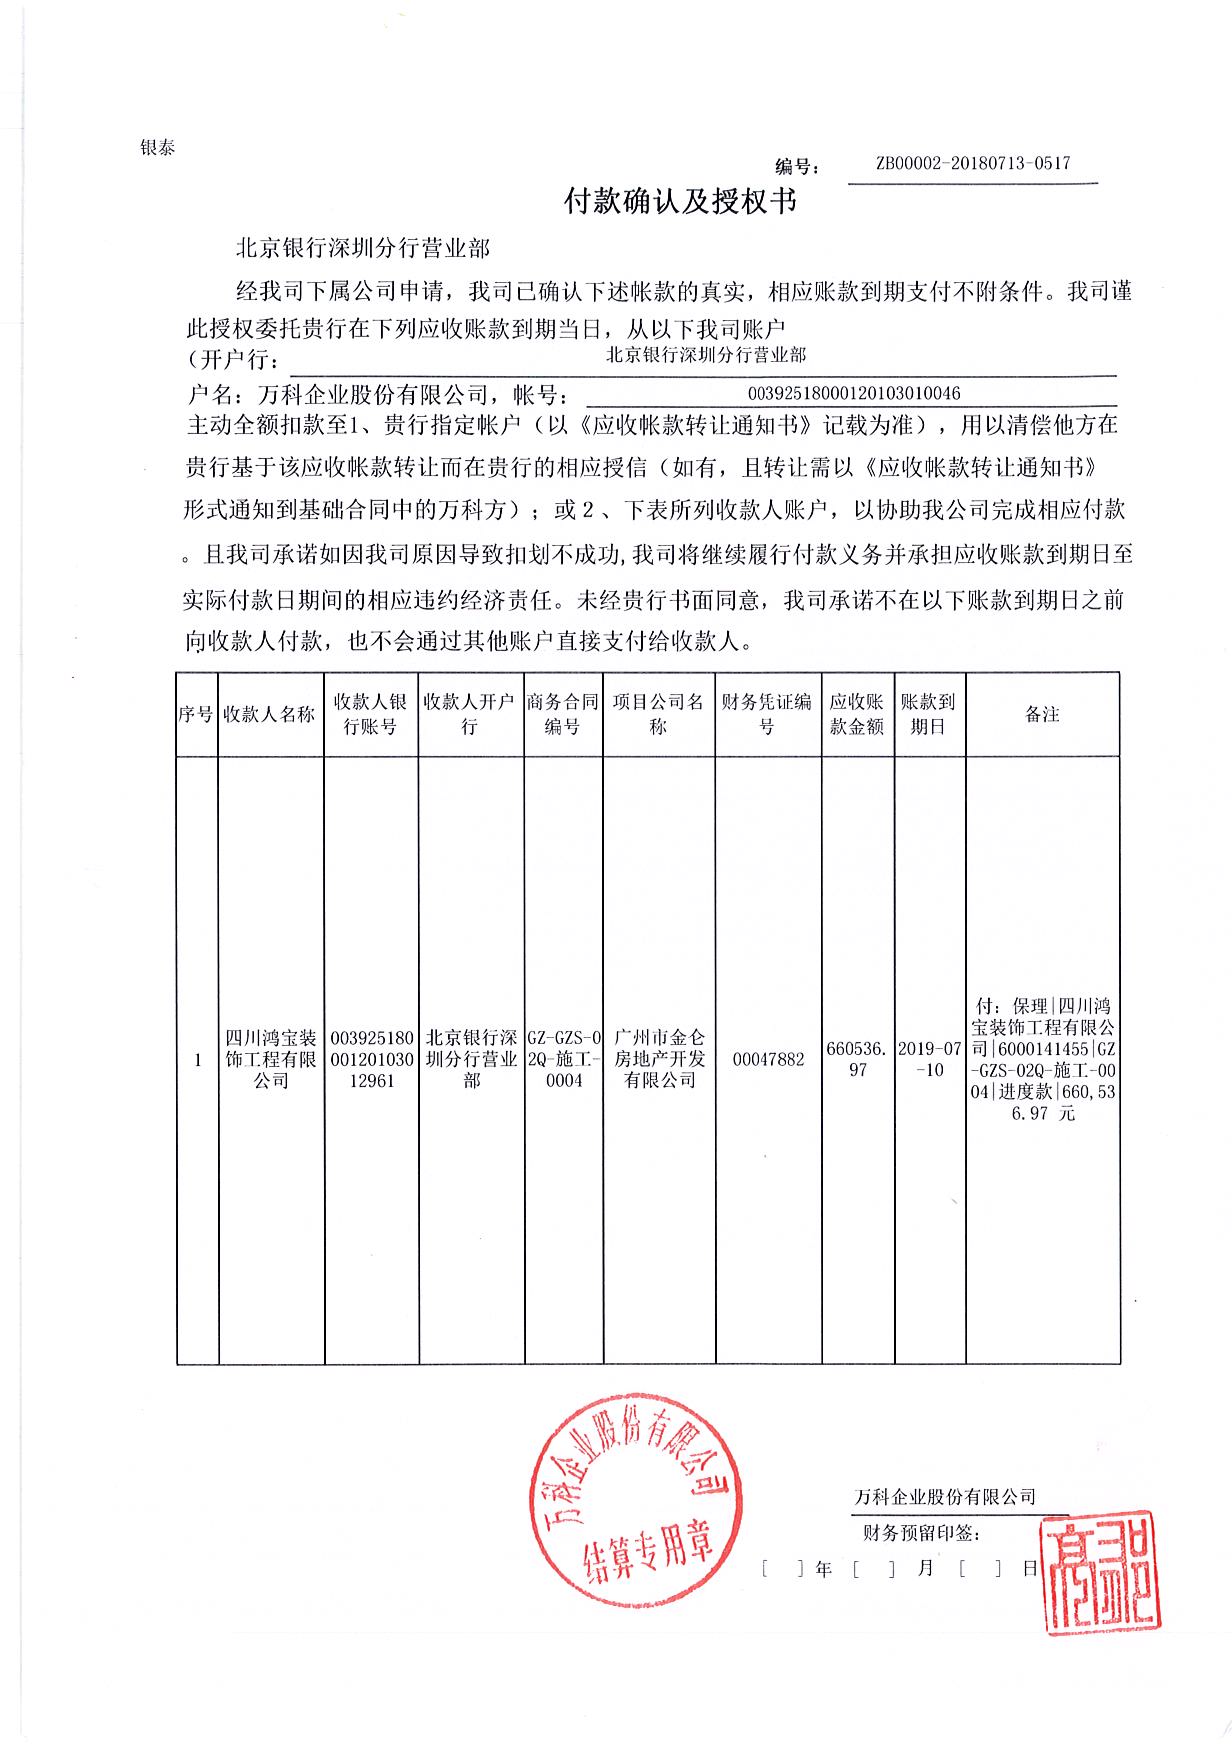 银泰
编号: ZB00002-20180713-0517
付款确认及授权书
北京银行深圳分行营业部
经我司下属公司申请，我司已确认下述帐款的真实，相应账款到期支付不附条件。我司谨
此授权委托贵行在下列应收账款到期当日，从以下我司账户
（开户行: 北京银行深圳分行营业部
户名：万科企业股份有限公司，帐号: 00392518000120103010046
主动全额扣款至1、贵行指定帐户（以《应收帐款转让通知书》记载为准），用以清偿他方在
贵行基于该应收帐款转让而在贵行的相应授信（如有，且转让需以《应收帐款转让通知书》
形式通知到基础合同中的万科方）；或２、下表所列收款人账户，以协助我公司完成相应付款
。且我司承诺如因我司原因导致扣划不成功,我司将继续履行付款义务并承担应收账款到期日至
实际付款日期间的相应违约经济责任。未经贵行书面同意，我司承诺不在以下账款到期日之前
向收款人付款，也不会通过其他账户直接支付给收款人。
序号
收款人名称
收款人银
行账号
收款人开户
行
商务合同
编号
项目公司名
称
财务凭证编
号
应收账
款金额
账款到
期日
备注
1
四川鸿宝装
饰工程有限
公司
003925180
001201030
12961
北京银行深
圳分行营业
部
GZ-GZS-0
2Q-施工-
0004
广州市金仑
房地产开发
有限公司
00047882
660536.
97
2019-07
-10
付：保理|四川鸿
宝装饰工程有限公
司|6000141455|GZ
-GZS-02Q-施工-00
04|进度款|660,53
6.97 元
万科企业股份有限公司
结算专用章
万科企业股份有限公司
财务预留印签：
[ ]年 [ ] 月 [ ] 日